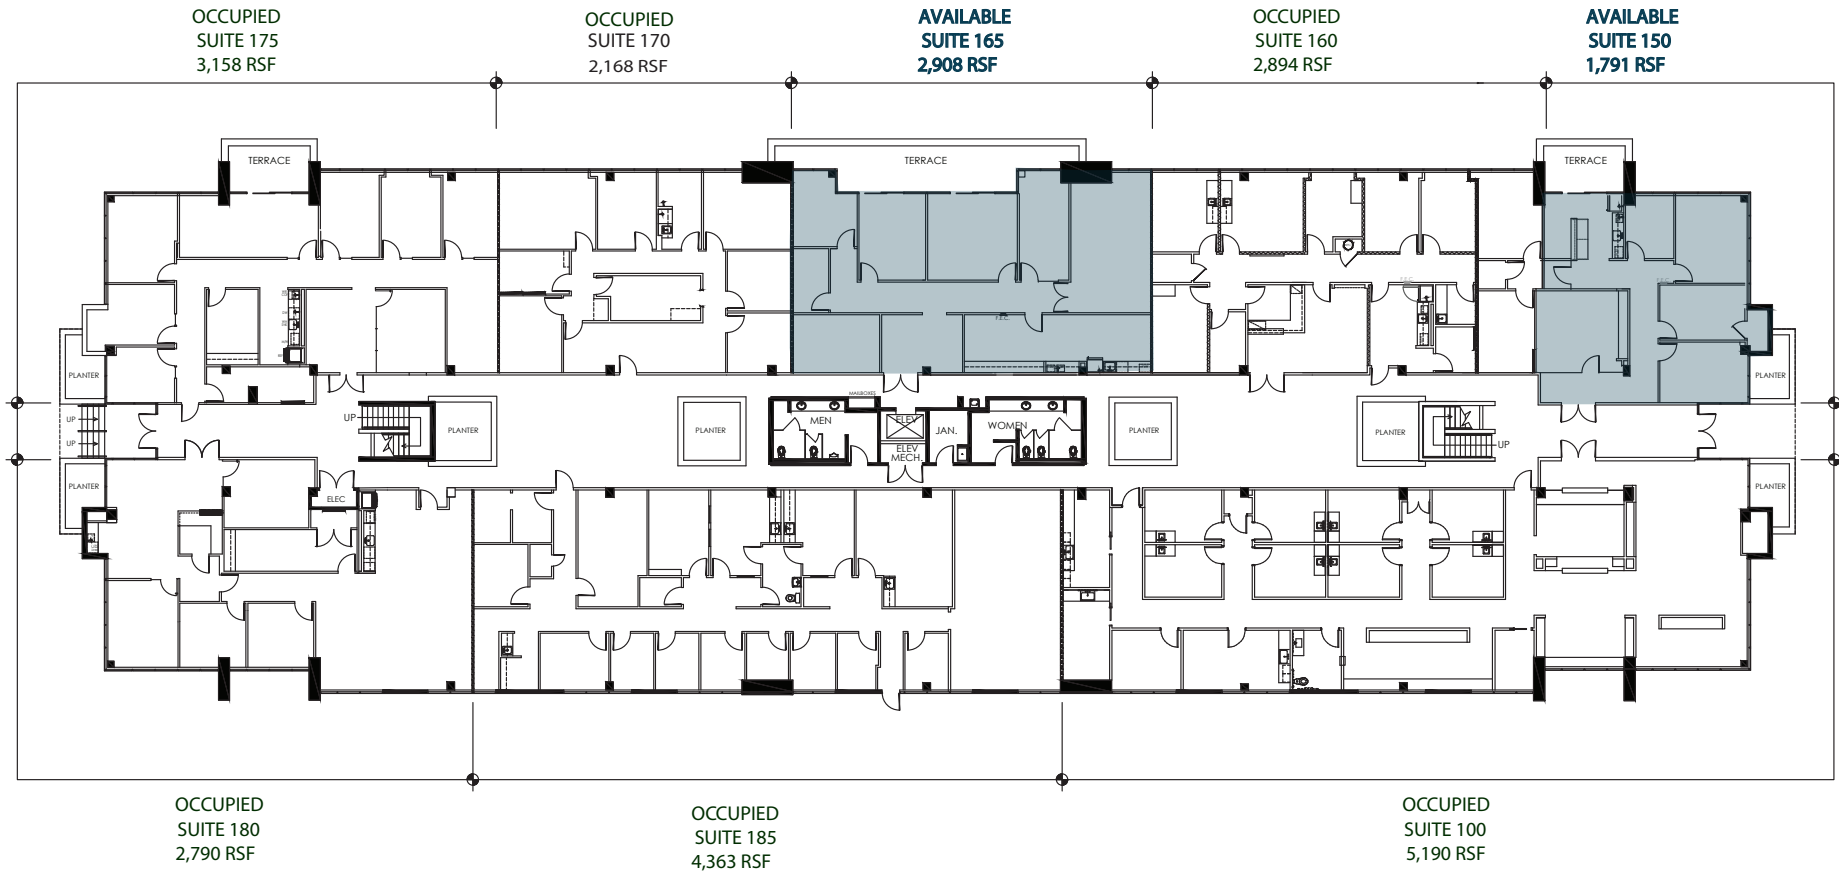 OCCUPIED
SUITE 175
3,158 RSF
OCCUPIED
SUITE 170
2,168 RSF
AVAILABLE
SUITE 165
2,908 RSF
OCCUPIED
SUITE 160
2,894 RSF
AVAILABLE
SUITE 150
1,791 RSF
TERRACE
TERRACE
TERRACE
F.E.C.
F.E.C.
F.E.C.
PLANTER
PLANTER
MAILBOXES
UP
UP
UP
PLANTER
PLANTER
MEN
ELEV
JAN.
WOMEN
ELEV
MECH.
PLANTER
PLANTER
UP
PLANTER
ELEC
PLANTER
OCCUPIED
SUITE 180
2,790 RSF
OCCUPIED
SUITE 185
4,363 RSF
OCCUPIED
SUITE 100
5,190 RSF